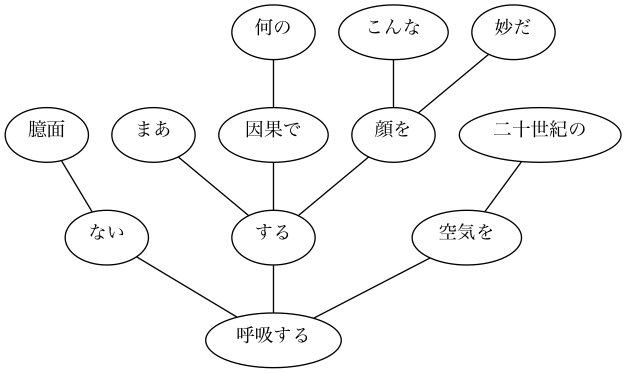 何の
こんな
妙だ
臆面
まあ
因果で
顔を
二十世紀の
ない
する
空気を
呼吸する